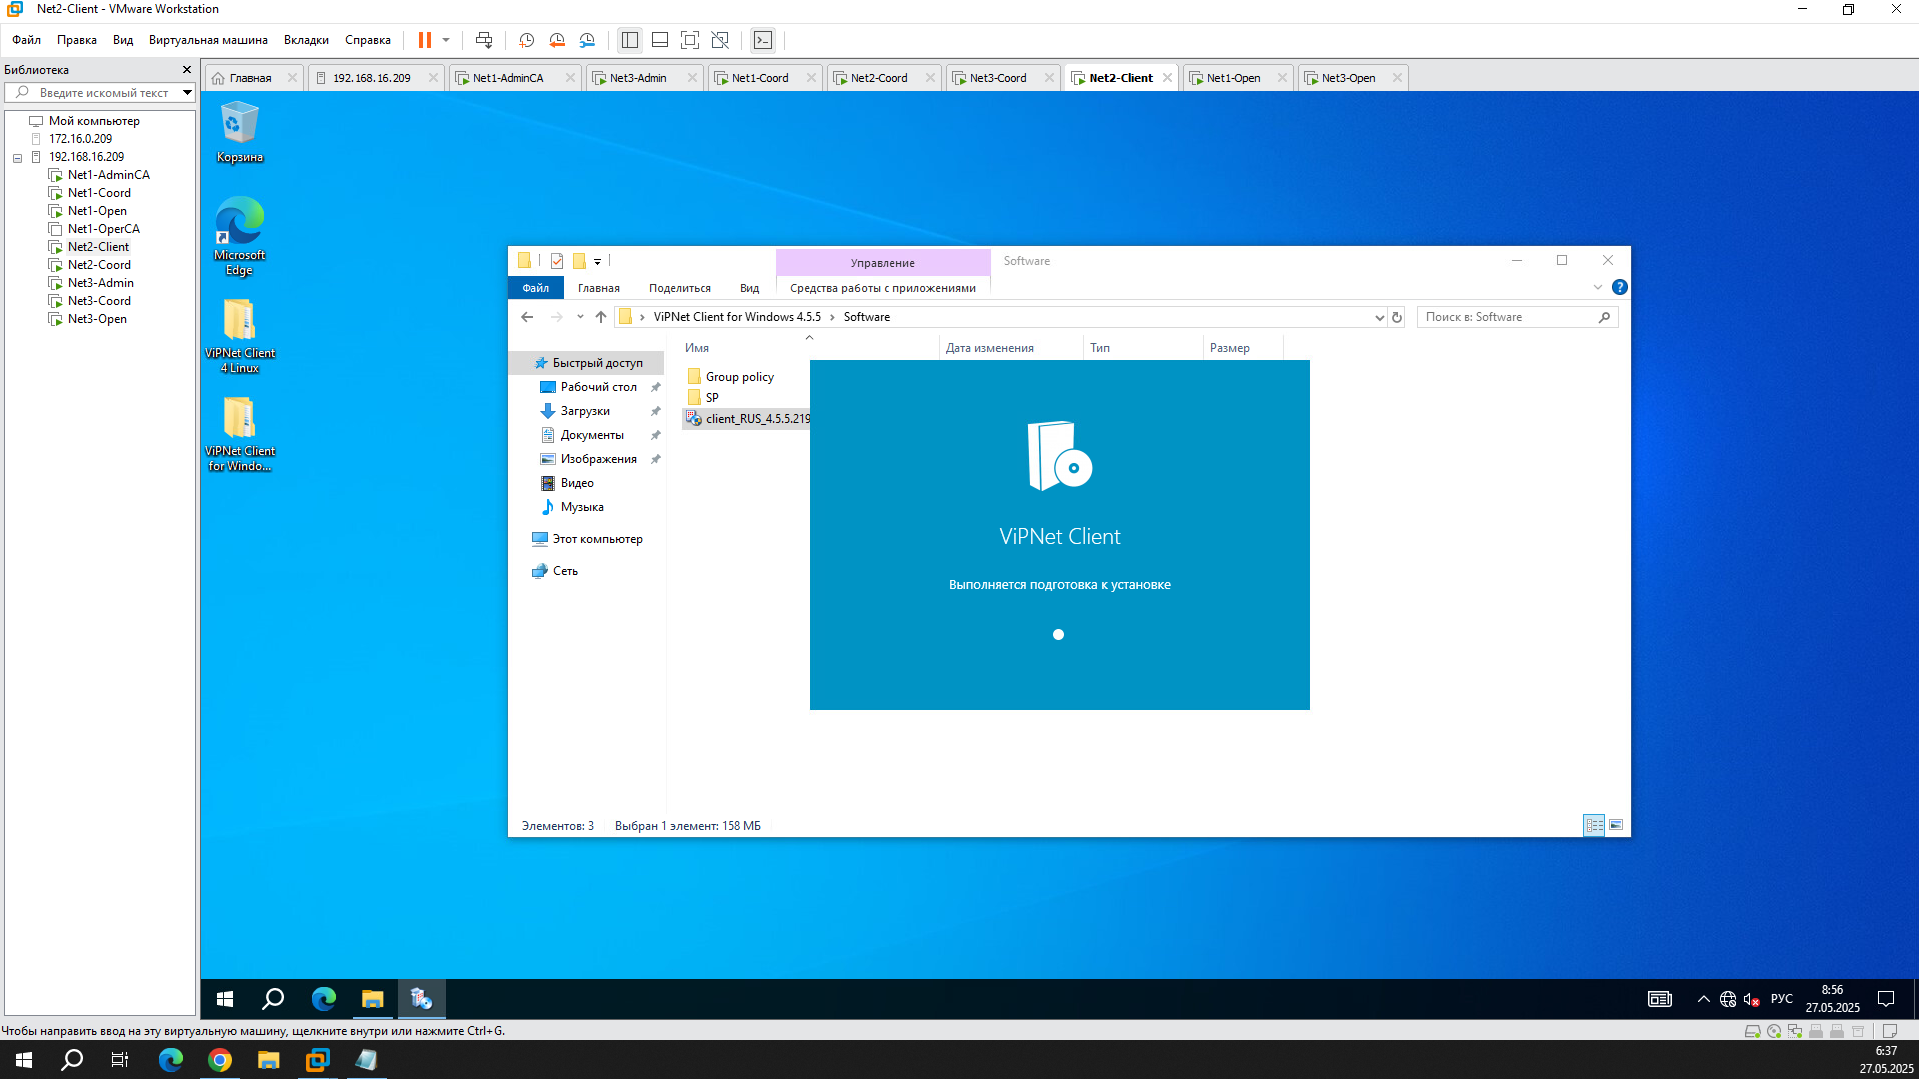 Net2-Client - VMware Workstation
Файл Правка Вид Виртуальная машина Вкладки Справка
Библиотека
Введите искомый текст
Мой компьютер
172.16.0.209
192.168.16.209
Net1-AdminCA
Net1-Coord
Net1-Open
Net1-OperCA
Net2-Client
Net2-Coord
Net3-Admin
Net3-Coord
Net3-Open
Главная 192.168.16.209 Net1-AdminCA Net3-Admin Net1-Coord Net2-Coord Net3-Coord Net2-Client Net1-Open Net3-Open
Корзина
Microsoft
Edge
ViPNet Client
4 Linux
ViPNet Client
for Windo...
Управление Software
Файл Главная Поделиться Вид Средства работы с приложениями
ViPNet Client for Windows 4.5.5 Software
Поиск в: Software
Имя Дата изменения Тип Размер
Быстрый доступ
Рабочий стол
Загрузки
Документы
Изображения
Видео
Музыка
Этот компьютер
Сеть
Group policy
SP
client_RUS_4.5.5.219
ViPNet Client
Выполняется подготовка к установке
Элементов: 3 Выбран 1 элемент: 158 МБ
РУС
8:56
27.05.2025
Чтобы направить ввод на эту виртуальную машину, щелкните внутри или нажмите Ctrl+G.
6:37
27.05.2025